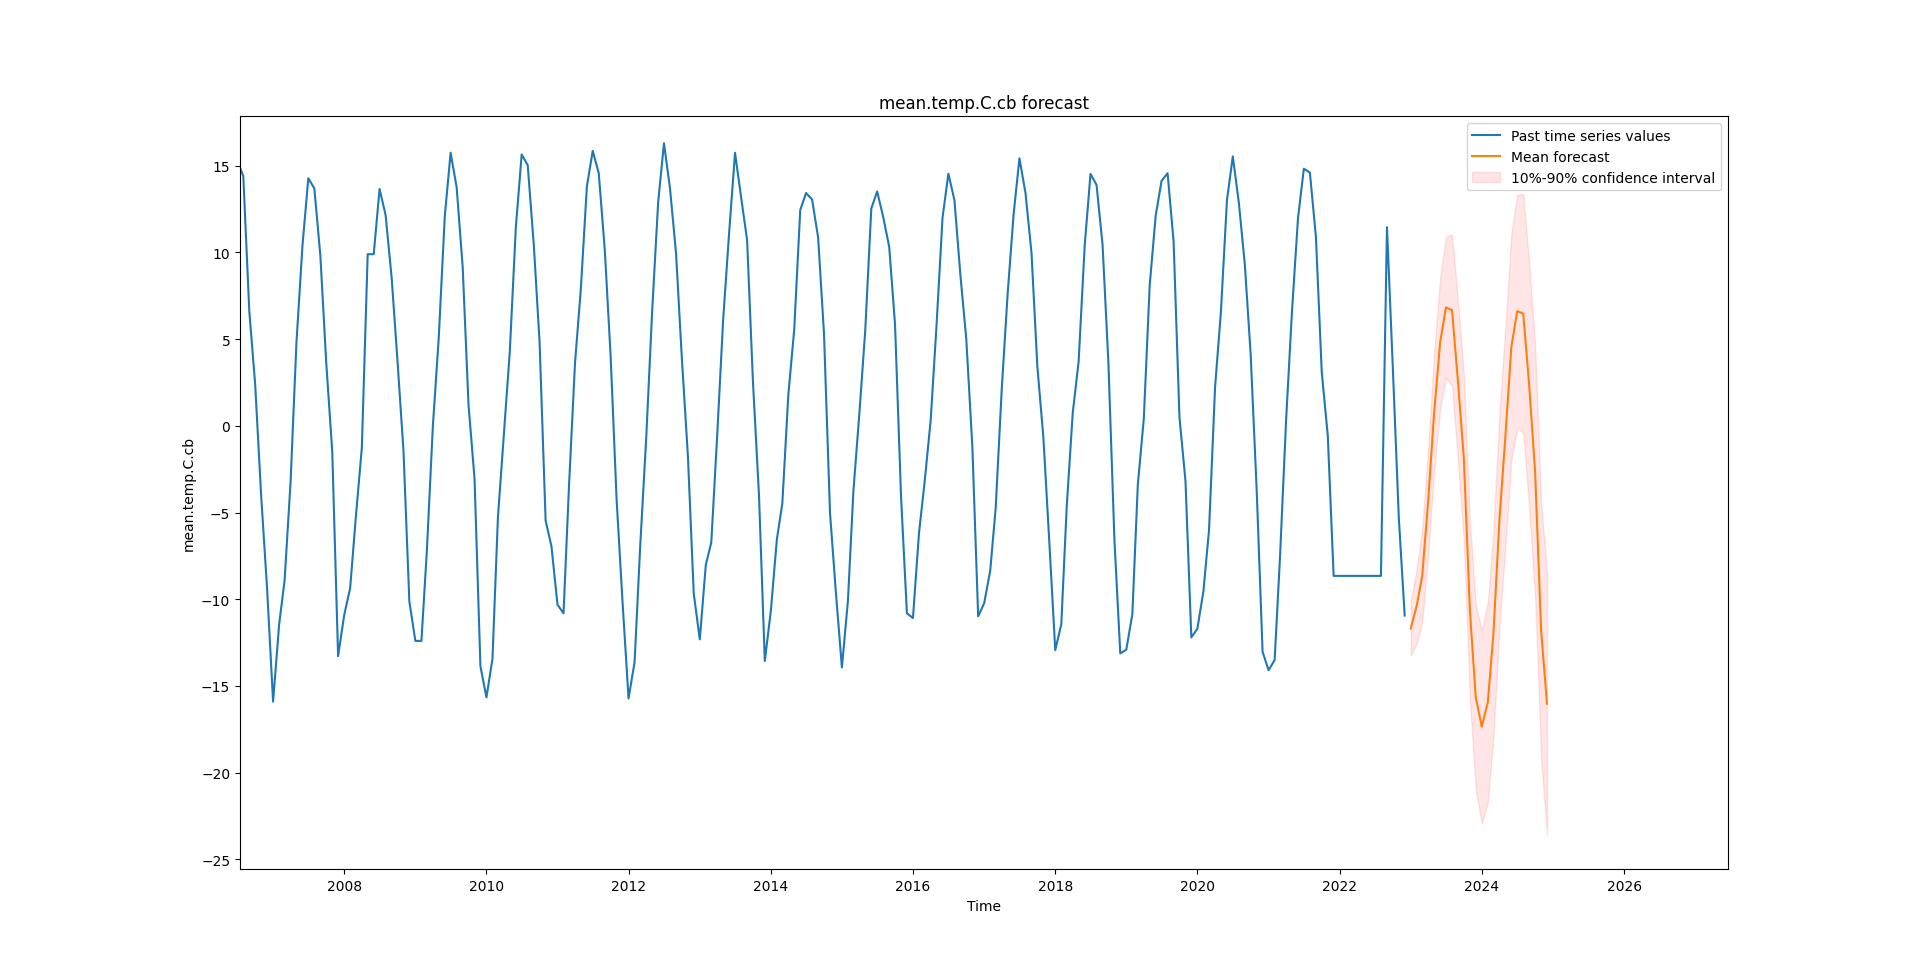 mean.temp.C.cb forecast
Past time series values
Mean forecast
10%-90% confidence interval
15
10
5
0
−5
−10
−15
−20
−25
mean.temp.C.cb
2008 2010 2012 2014 2016 2018 2020 2022 2024 2026
Time